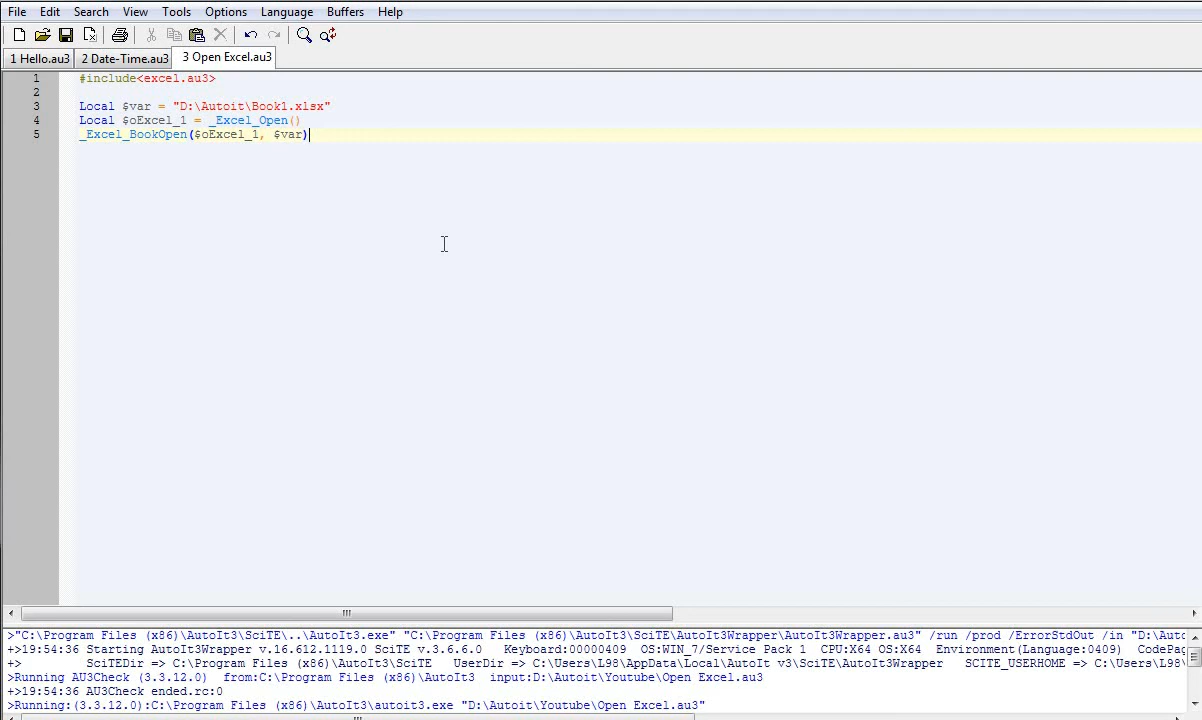 File Edit Search View Tools Options Language Buffers Help
1 Hello.au3 2 Date-Time.au3 3 Open Excel.au3
1 #include<excel.au3>
2
3 Local $var = "D:\Autoit\Book1.xlsx"
4 Local $oExcel_1 = _Excel_Open()
5 _Excel_BookOpen($oExcel_1, $var)
>"C:\Program Files (x86)\AutoIt3\SciTE\..\AutoIt3.exe" "C:\Program Files (x86)\AutoIt3\SciTE\AutoIt3Wrapper\AutoIt3Wrapper.au3" /run /prod /ErrorStdOut /in "D:\Auto
+>19:54:36 Starting AutoIt3Wrapper v.16.612.1119.0 SciTE v.3.6.6.0 Keyboard:00000409 OS:WIN_7/Service Pack 1 CPU:X64 OS:X64 Environment(Language:0409) CodePag
+> SciTEDir => C:\Program Files (x86)\AutoIt3\SciTE UserDir => C:\Users\L98\AppData\Local\AutoIt v3\SciTE\AutoIt3Wrapper SCITE_USERHOME => C:\Users\L98\
>Running AU3Check (3.3.12.0) from:C:\Program Files (x86)\AutoIt3 input:D:\Autoit\Youtube\Open Excel.au3
+>19:54:36 AU3Check ended.rc:0
>Running:(3.3.12.0):C:\Program Files (x86)\AutoIt3\autoit3.exe "D:\Autoit\Youtube\Open Excel.au3"